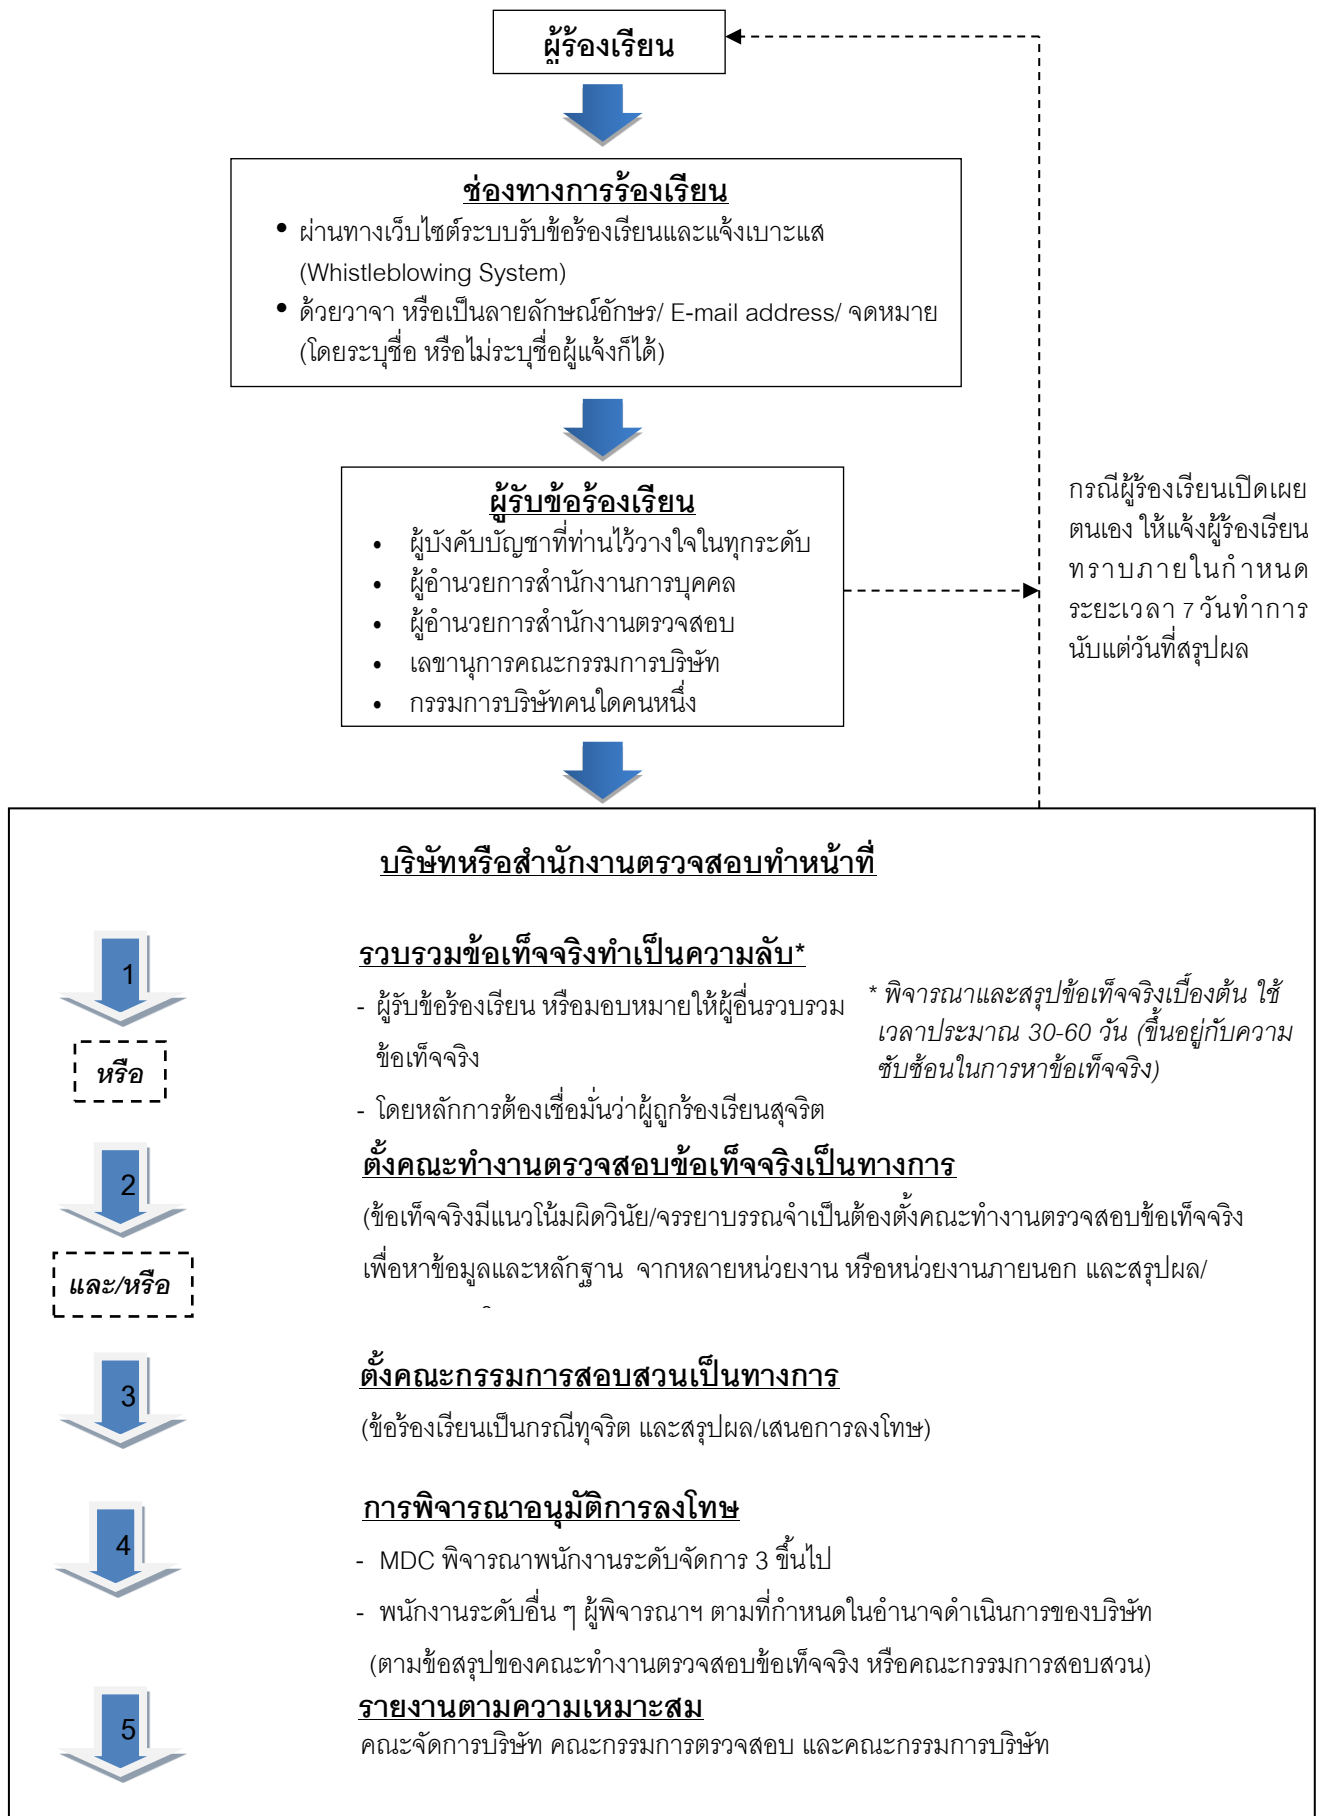 ผู้ร้องเรียน
ช่องทางการร้องเรียน
• ผ่านทางเว็บไซต์ระบบรับข้อร้องเรียนและแจ้งเบาะแส
(Whistleblowing System)
• ด้วยวาจา หรือเป็นลายลักษณ์อักษร/ E-mail address/ จดหมาย
(โดยระบุชื่อ หรือไม่ระบุชื่อผู้แจ้งก็ได้)
ผู้รับข้อร้องเรียน
• ผู้บังคับบัญชาที่ท่านไว้วางใจในทุกระดับ
• ผู้อำนวยการสำนักงานการบุคคล
• ผู้อำนวยการสำนักงานตรวจสอบ
• เลขานุการคณะกรรมการบริษัท
• กรรมการบริษัทคนใดคนหนึ่ง
กรณีผู้ร้องเรียนเปิดเผย
ตนเอง ให้แจ้งผู้ร้องเรียน
ทราบภายในกำหนด
ระยะเวลา 7 วันทำการ
นับแต่วันที่สรุปผล
บริษัทหรือสำนักงานตรวจสอบทำหน้าที่
1
รวบรวมข้อเท็จจริงทำเป็นความลับ*
- ผู้รับข้อร้องเรียน หรือมอบหมายให้ผู้อื่นรวบรวม
ข้อเท็จจริง
- โดยหลักการต้องเชื่อมั่นว่าผู้ถูกร้องเรียนสุจริต
* พิจารณาและสรุปข้อเท็จจริงเบื้องต้น ใช้
เวลาประมาณ 30-60 วัน (ขึ้นอยู่กับความ
ซับซ้อนในการหาข้อเท็จจริง)
หรือ
2
ตั้งคณะทำงานตรวจสอบข้อเท็จจริงเป็นทางการ
(ข้อเท็จจริงมีแนวโน้มผิดวินัย/จรรยาบรรณจำเป็นต้องตั้งคณะทำงานตรวจสอบข้อเท็จจริง
เพื่อหาข้อมูลและหลักฐาน จากหลายหน่วยงาน หรือหน่วยงานภายนอก และสรุปผล/
และ/หรือ
3
ตั้งคณะกรรมการสอบสวนเป็นทางการ
(ข้อร้องเรียนเป็นกรณีทุจริต และสรุปผล/เสนอการลงโทษ)
4
การพิจารณาอนุมัติการลงโทษ
- MDC พิจารณาพนักงานระดับจัดการ 3 ขึ้นไป
- พนักงานระดับอื่น ๆ ผู้พิจารณาฯ ตามที่กำหนดในอำนาจดำเนินการของบริษัท
(ตามข้อสรุปของคณะทำงานตรวจสอบข้อเท็จจริง หรือคณะกรรมการสอบสวน)
5
รายงานตามความเหมาะสม
คณะจัดการบริษัท คณะกรรมการตรวจสอบ และคณะกรรมการบริษัท